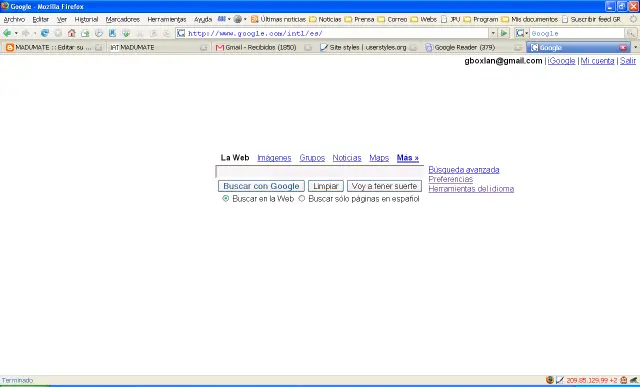 Google - Mozilla Firefox
Archivo Editar Ver Historial Marcadores Herramientas Ayuda Últimas noticias Noticias Prensa Correo Webs JPU Program Mis documentos Suscribir feed GR
http://www.google.com/intl/es/ Google
MADUMATE :: Editar su ... IAT MADUMATE Gmail - Recibidos (1850) Site styles | userstyles.org Google Reader (379) Google
gboxlan@gmail.com | iGoogle | Mi cuenta | Salir
La Web Imágenes Grupos Noticias Maps Más »
Búsqueda avanzada
Preferencias
Herramientas del idioma
Buscar con Google Limpiar Voy a tener suerte
Buscar en la Web Buscar sólo páginas en español
Terminado 209.85.129.99 +2